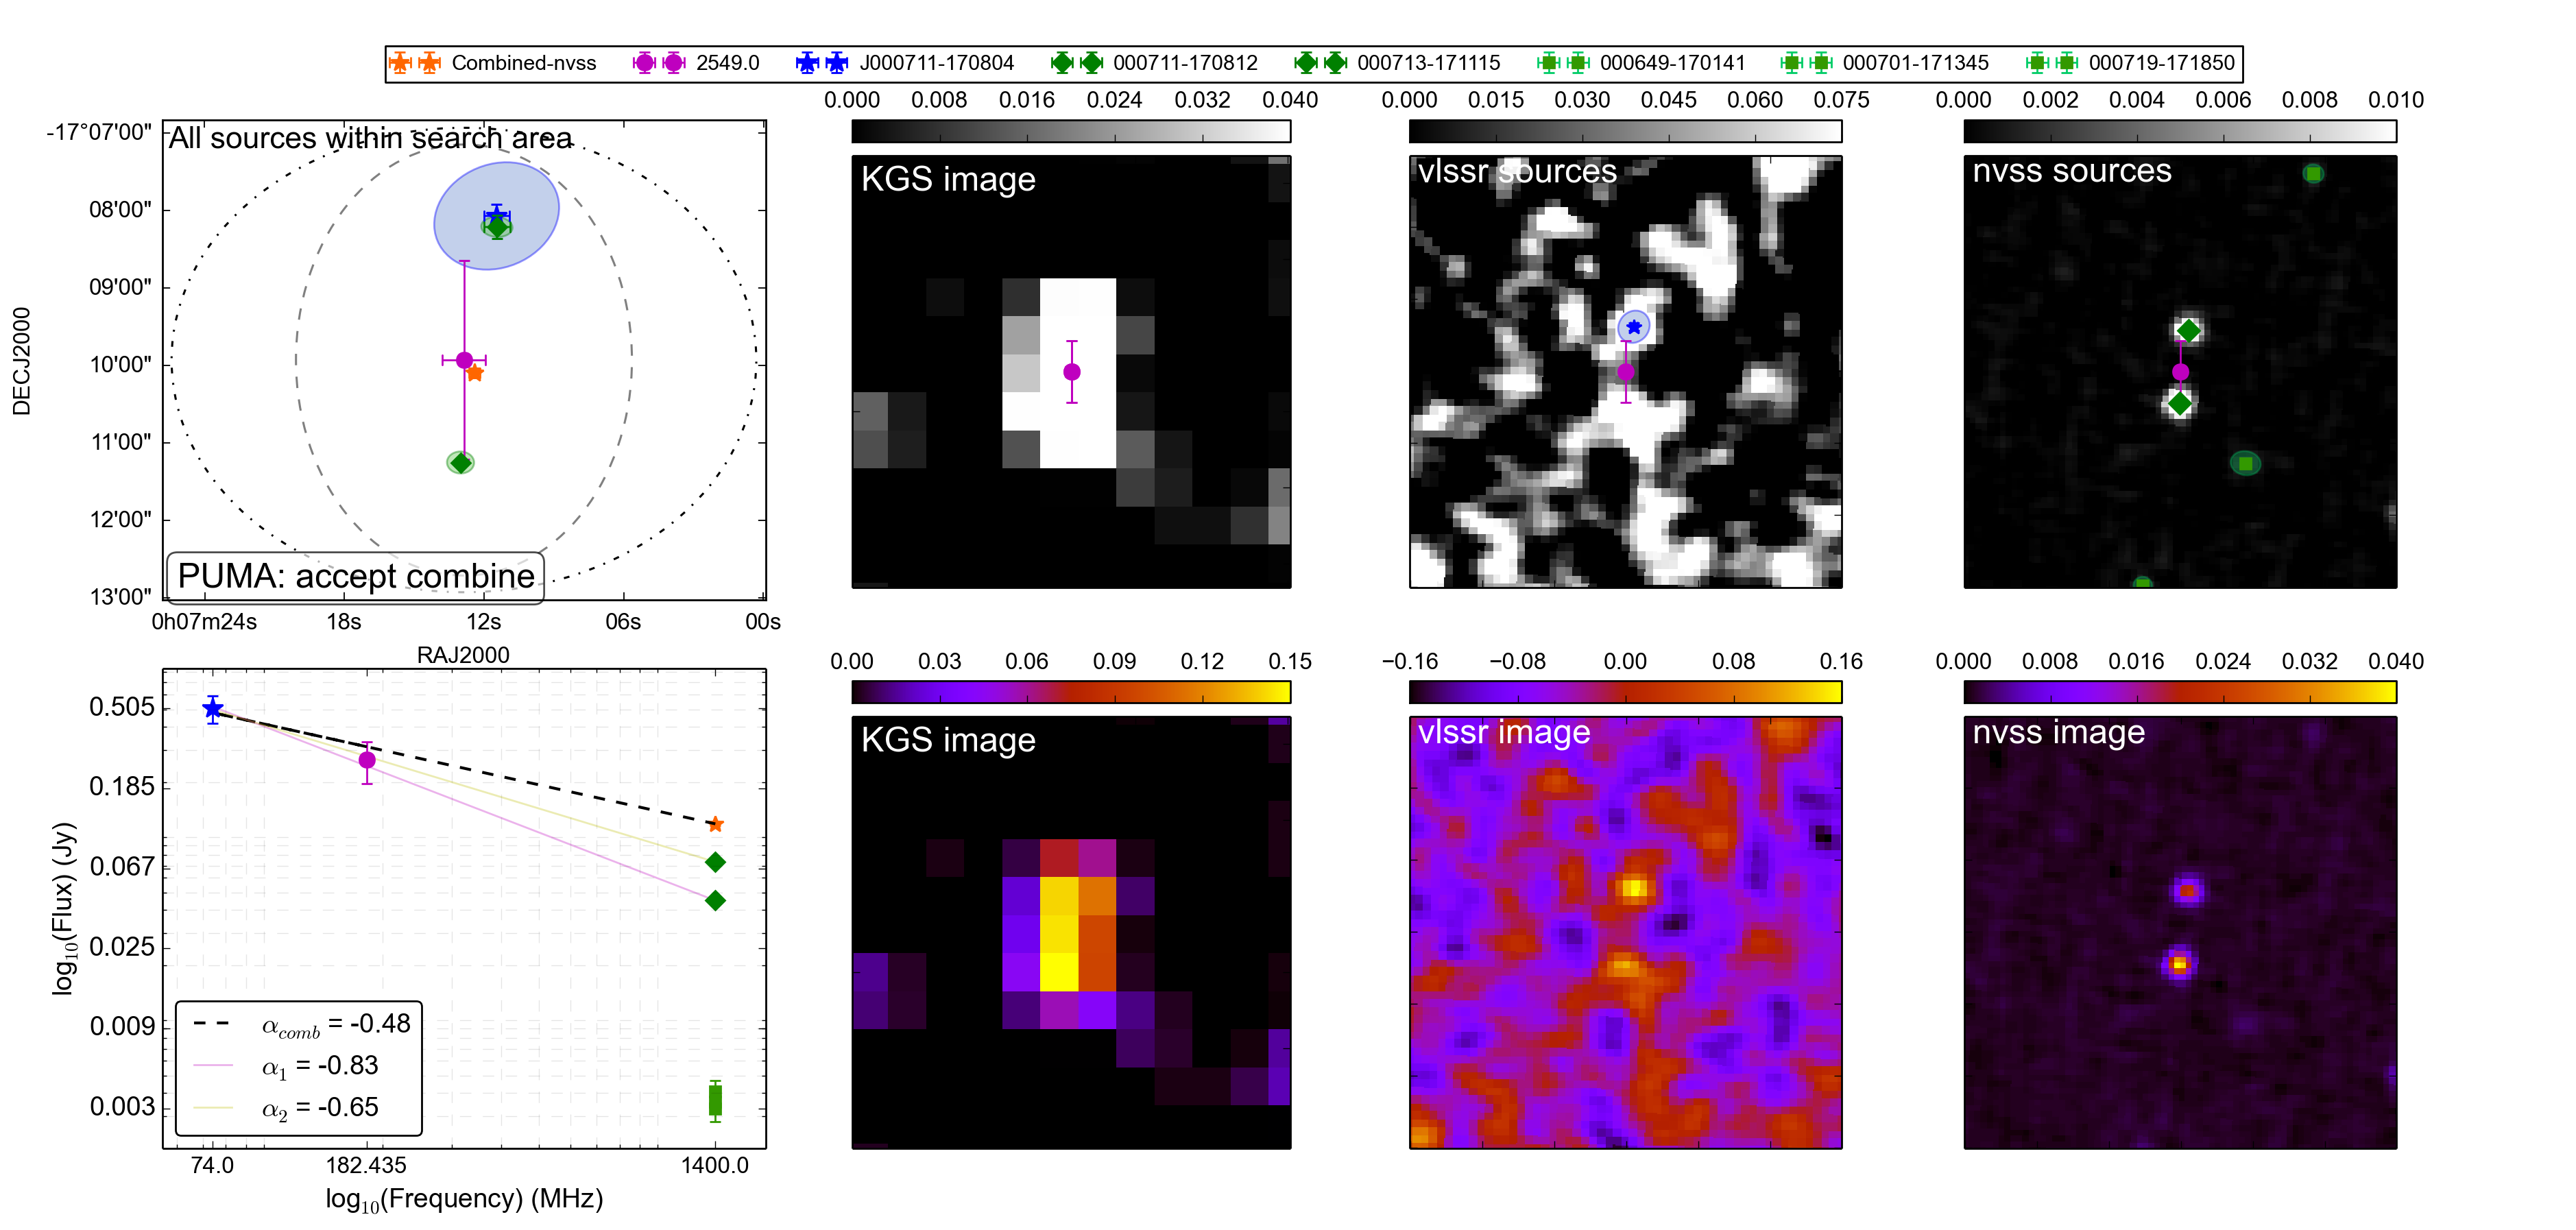 Combined-nvss 2549.0 J000711-170804 000711-170812 000713-171115 000649-170141 000701-171345 000719-171850
All sources within search area
-17°07'00"
08'00"
09'00"
10'00"
11'00"
12'00"
13'00"
DECJ2000
PUMA: accept combine
0h07m24s 18s 12s 06s 00s
RAJ2000
0.000 0.008 0.016 0.024 0.032 0.040
KGS image
0.000 0.015 0.030 0.045 0.060 0.075
vlssr sources
0.000 0.002 0.004 0.006 0.008 0.010
nvss sources
0.505
0.185
0.067
0.025
0.009
0.003
log₁₀(Flux) (Jy)
α_comb = -0.48
α₁ = -0.83
α₂ = -0.65
74.0 182.435 1400.0
log₁₀(Frequency) (MHz)
0.00 0.03 0.06 0.09 0.12 0.15
KGS image
−0.16 −0.08 0.00 0.08 0.16
vlssr image
0.000 0.008 0.016 0.024 0.032 0.040
nvss image